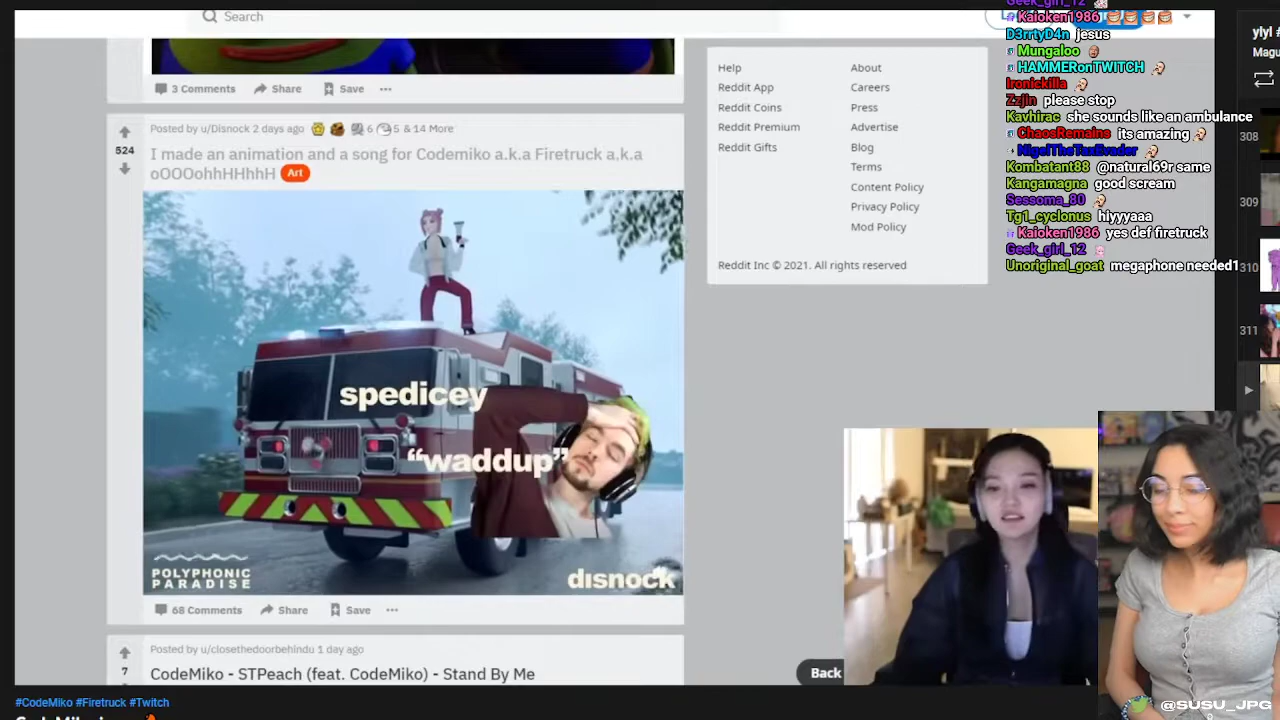 Search
3 Comments
Share
Save
Posted by u/Disnock 2 days ago
6
5 & 14 More
524
I made an animation and a song for Codemiko a.k.a Firetruck a.k.a
oOOOohhHHhhH
Art
spedicey
"waddup"
POLYPHONIC
PARADISE
disnock
68 Comments
Share
Save
Posted by u/closethedoorbehindu 1 day ago
7
CodeMiko - STPeach (feat. CodeMiko) - Stand By Me
Help
Reddit App
Reddit Coins
Reddit Premium
Reddit Gifts
About
Careers
Press
Advertise
Blog
Terms
Content Policy
Privacy Policy
Mod Policy
Reddit Inc © 2021. All rights reserved
Back
Geek_girl_12
Kaioken1986
D3rrtyD4n jesus
Mungaloo
HAMMERonTWITCH
Ironickilla
Zzjin please stop
Kavhirac she sounds like an ambulance
ChaosRemains its amazing
NigelTheTaxEvader
Kombatant88 @natural69r same
Kangamagna good scream
Sessoma_80
Tg1_cyclonus hiyyyaaa
Kaioken1986 yes def firetruck
Geek_girl_12
Unoriginal_goat megaphone needed1
ylyl #
Magu
308
309
310
311
@SUSU_JPG
#CodeMiko #Firetruck #Twitch